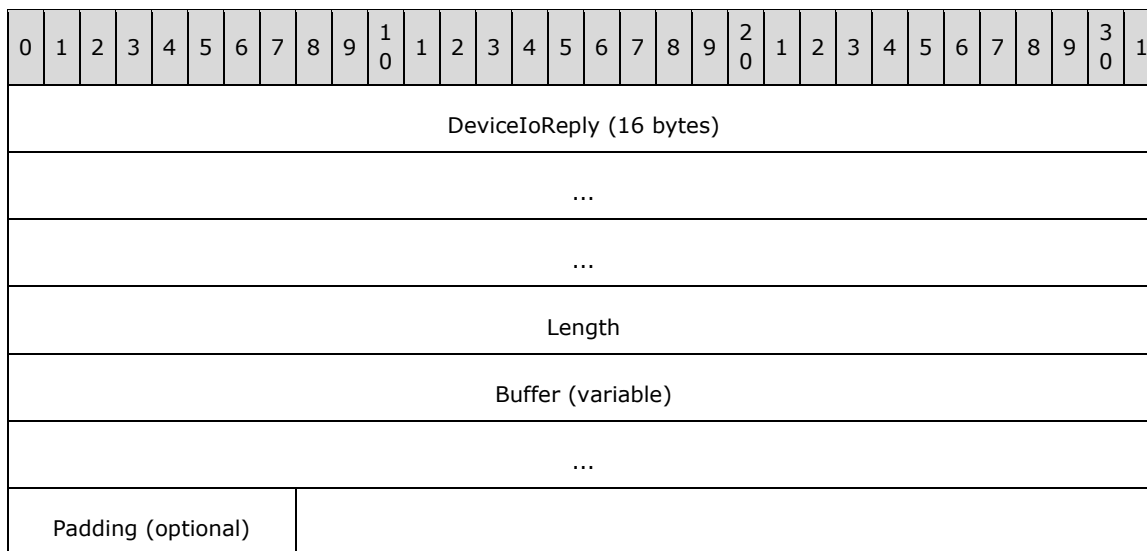 0 1 2 3 4 5 6 7 8 9 1 0 1 2 3 4 5 6 7 8 9 2 0 1 2 3 4 5 6 7 8 9 3 0 1
DeviceIoReply (16 bytes)
...
...
Length
Buffer (variable)
...
Padding (optional)